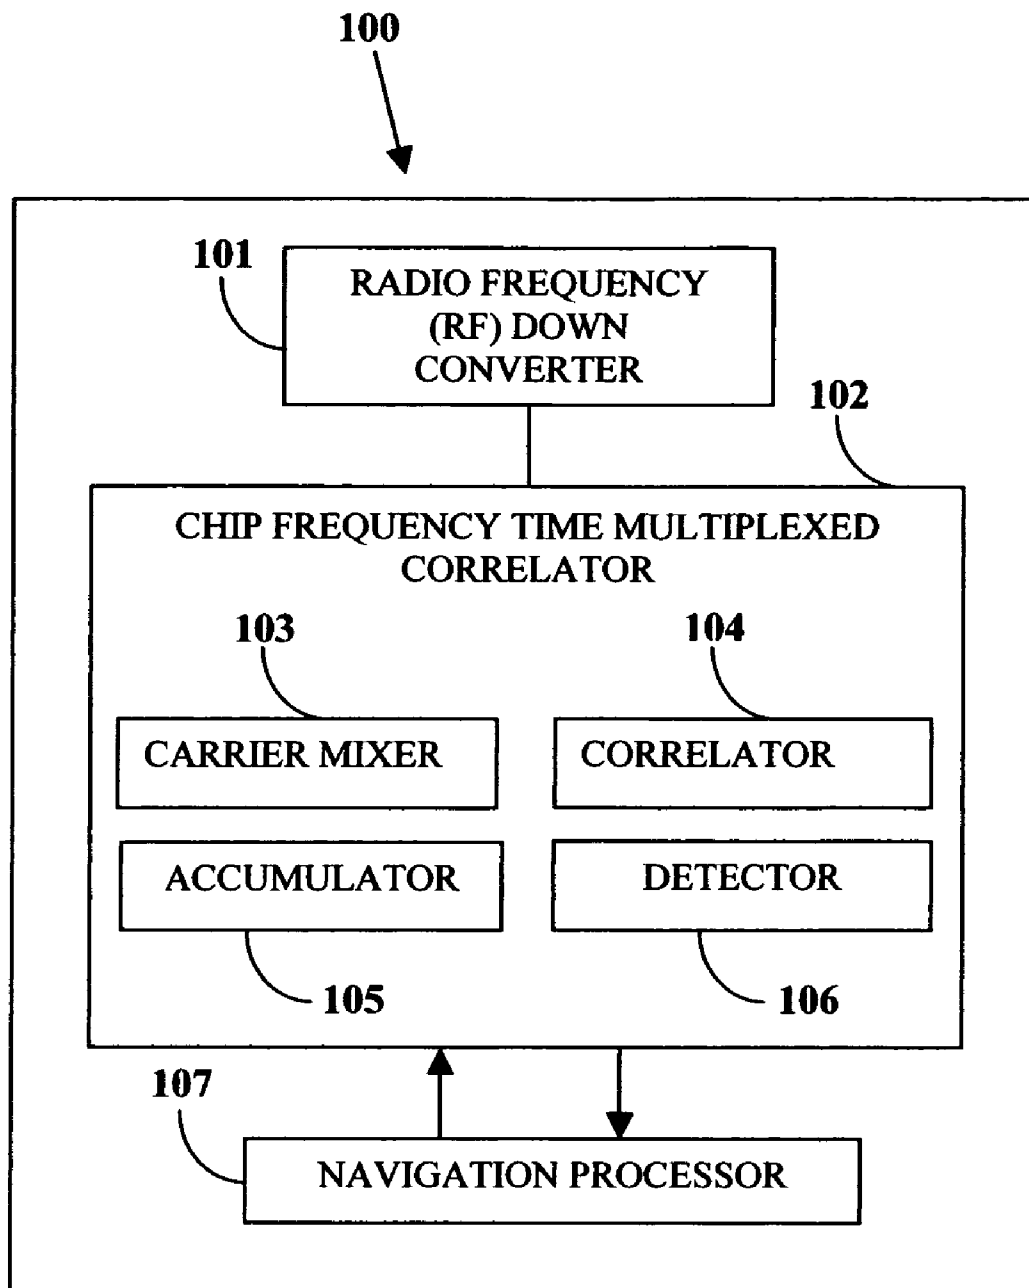 100
101
RADIO FREQUENCY
(RF) DOWN
CONVERTER
102
CHIP FREQUENCY TIME MULTIPLEXED
CORRELATOR
103
104
CARRIER MIXER
CORRELATOR
ACCUMULATOR
DETECTOR
105
106
107
NAVIGATION PROCESSOR